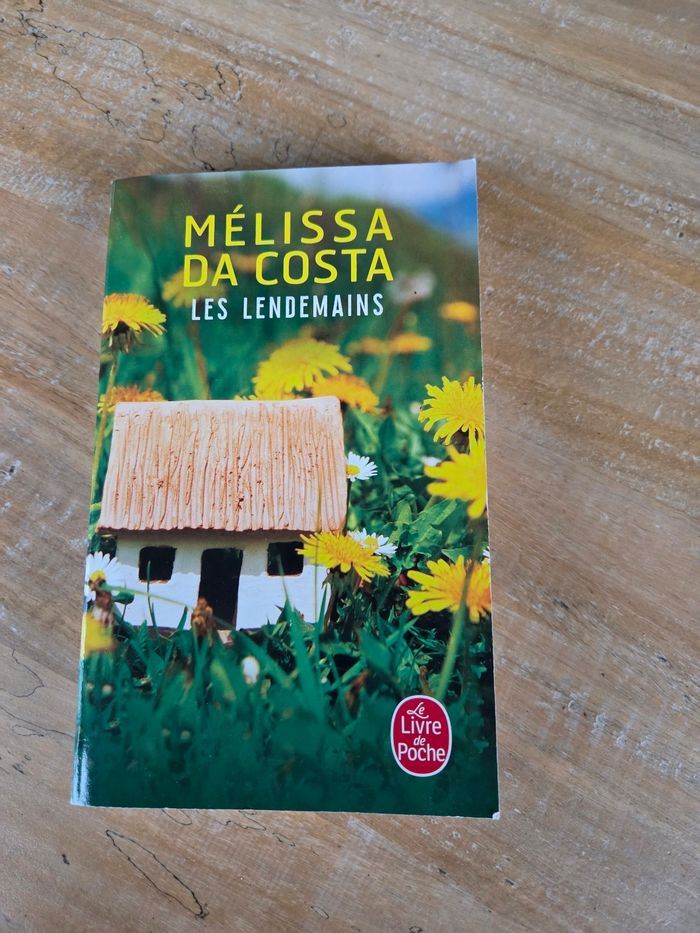 MÉLISSA
DA COSTA
LES LENDEMAINS
Le
Livre
de
Poche